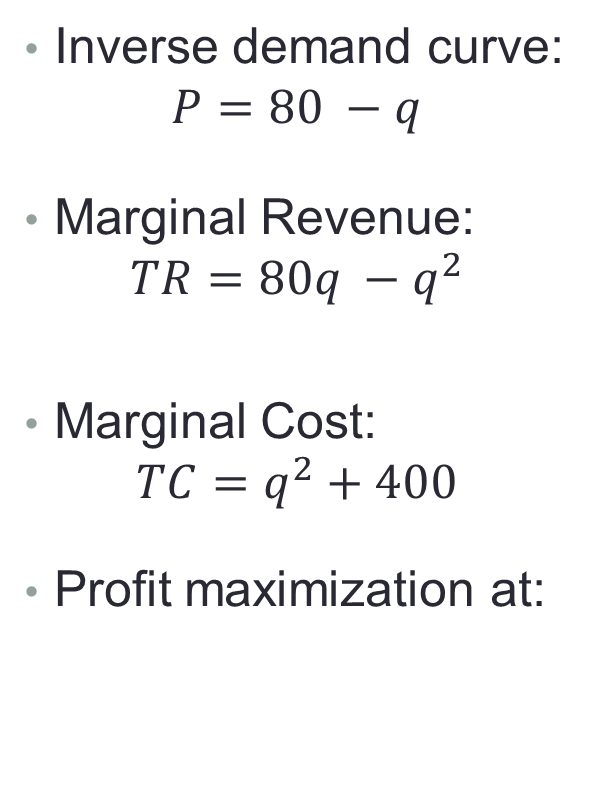 • Inverse demand curve:
𝑃 = 80 − 𝑞
• Marginal Revenue:
𝑇𝑅 = 80𝑞 − 𝑞²
• Marginal Cost:
𝑇𝐶 = 𝑞² + 400
• Profit maximization at: